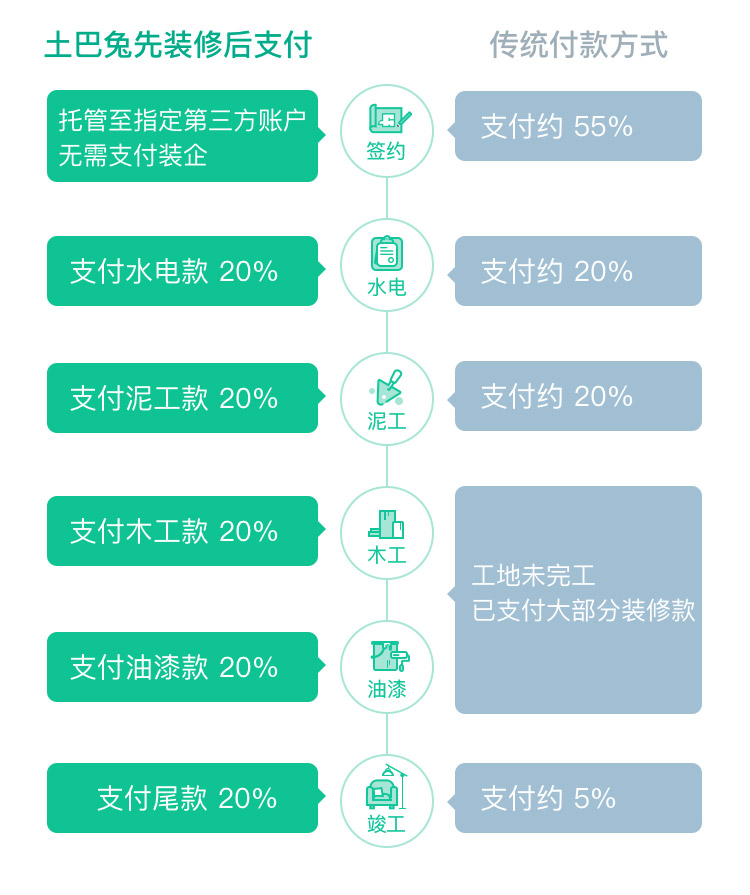 土巴兔先装修后支付
传统付款方式
托管至指定第三方账户
无需支付装企
签约
支付约 55%
支付水电款 20%
水电
支付约 20%
支付泥工款 20%
泥工
支付约 20%
支付木工款 20%
木工
工地未完工
已支付大部分装修款
支付油漆款 20%
油漆
支付尾款 20%
竣工
支付约 5%